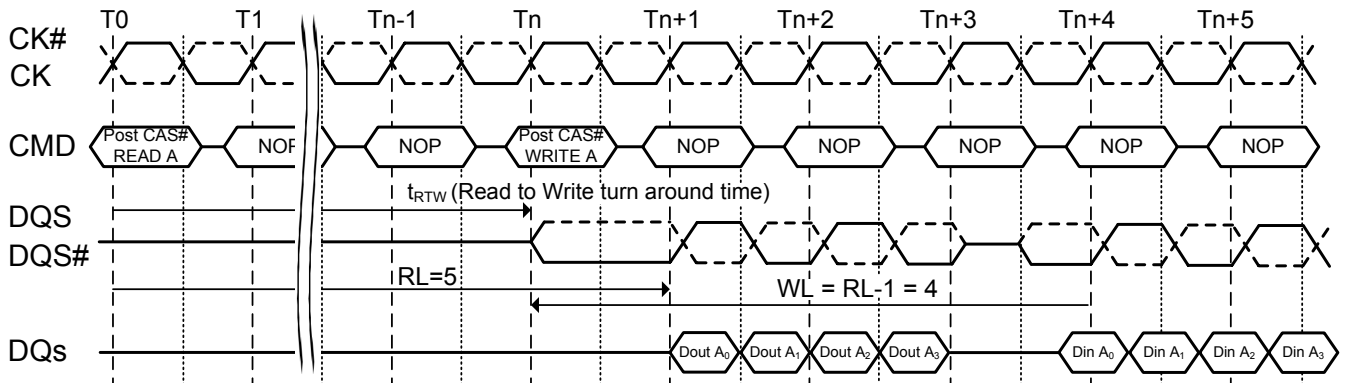 T0 T1 Tn-1 Tn Tn+1 Tn+2 Tn+3 Tn+4 Tn+5
CK#
CK
CMD Post CAS# READ A NOP NOP Post CAS# WRITE A NOP NOP NOP NOP NOP
tRTW (Read to Write turn around time)
DQS
DQS#
RL=5 WL = RL-1 = 4
DQs Dout A0 Dout A1 Dout A2 Dout A3 Din A0 Din A1 Din A2 Din A3